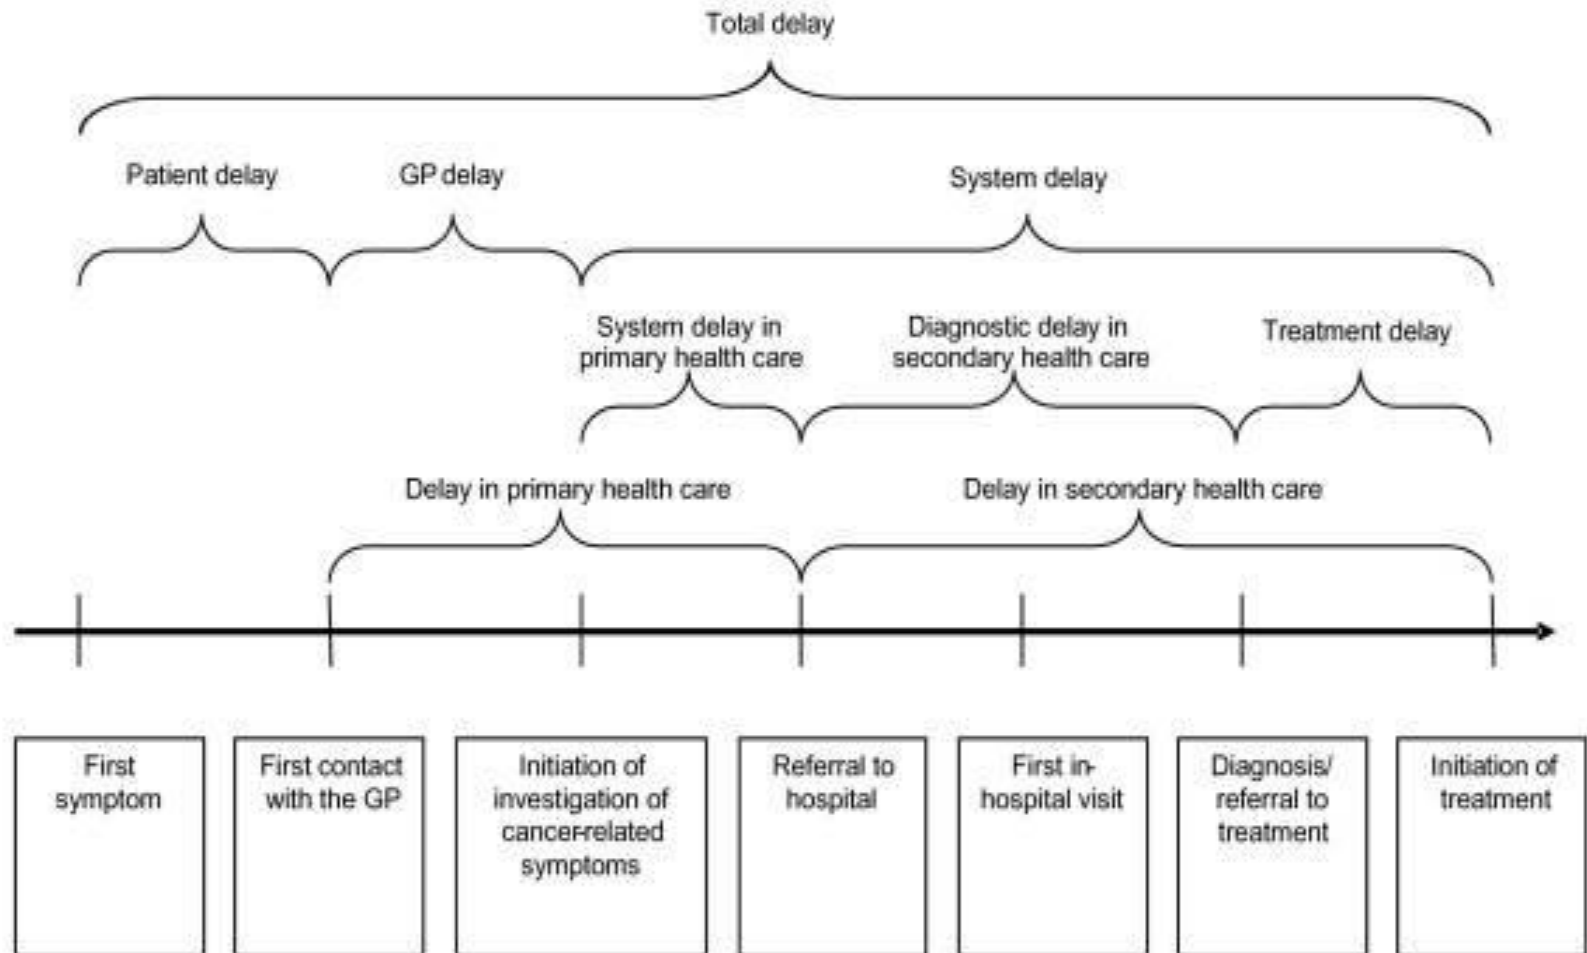 Total delay
Patient delay
GP delay
System delay
System delay in
primary health care
Diagnostic delay in
secondary health care
Treatment delay
Delay in primary health care
Delay in secondary health care
First
symptom
First contact
with the GP
Initiation of
investigation of
cancer-related
symptoms
Referral to
hospital
First in-
hospital visit
Diagnosis/
referral to
treatment
Initiation of
treatment